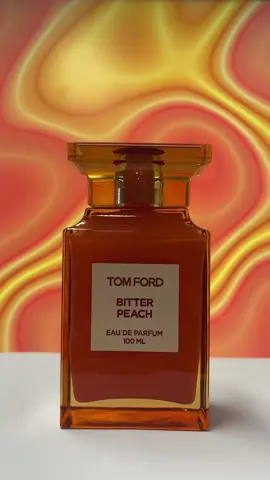 TOM FORD
BITTER
PEACH
EAU DE PARFUM
100 ML